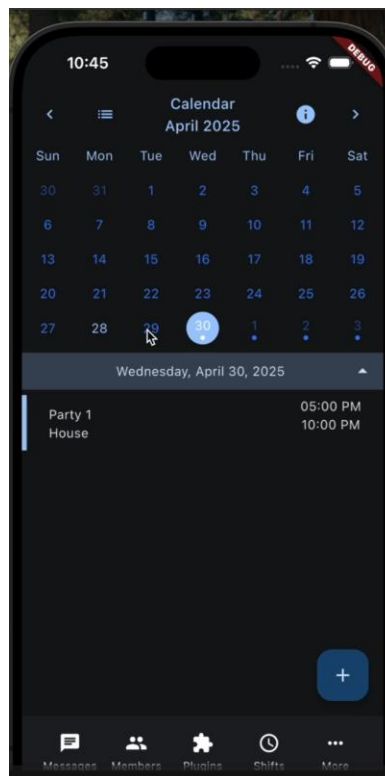 10:45
DEBUG
Calendar
April 2025
Sun Mon Tue Wed Thu Fri Sat
30 31 1 2 3 4 5
6 7 8 9 10 11 12
13 14 15 16 17 18 19
20 21 22 23 24 25 26
27 28 29 30 1 2 3
Wednesday, April 30, 2025
Party 1 05:00 PM
House 10:00 PM
Messages Members Plugins Shifts More